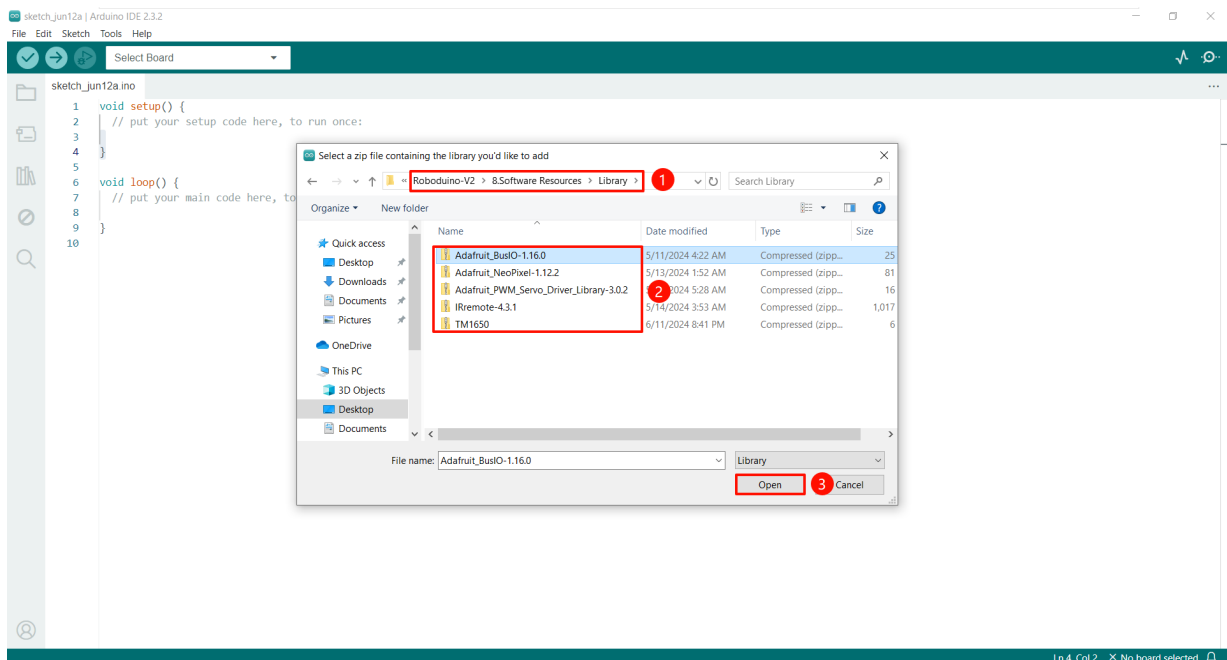 sketch_jun12a | Arduino IDE 2.3.2
File Edit Sketch Tools Help
Select Board
sketch_jun12a.ino
1 void setup() {
2 // put your setup code here, to run once:
3
4 }
5
6 void loop() {
7 // put your main code here, to
8
9 }
10
Select a zip file containing the library you'd like to add
« Roboduino-V2 > 8.Software Resources > Library > 1 Search Library
Organize New folder
Name Date modified Type Size
Quick access
Desktop
Downloads
Documents
Pictures
OneDrive
This PC
3D Objects
Desktop
Documents
Adafruit_BusIO-1.16.0 5/11/2024 4:22 AM Compressed (zipp... 25
Adafruit_NeoPixel-1.12.2 5/13/2024 1:52 AM Compressed (zipp... 81
Adafruit_PWM_Servo_Driver_Library-3.0.2 2024 5:28 AM Compressed (zipp... 16
2
IRremote-4.3.1 5/14/2024 3:53 AM Compressed (zipp... 1,017
TM1650 6/11/2024 8:41 PM Compressed (zipp... 6
File name: Adafruit_BusIO-1.16.0 Library
Open 3 Cancel
Ln 4, Col 2 × No board selected